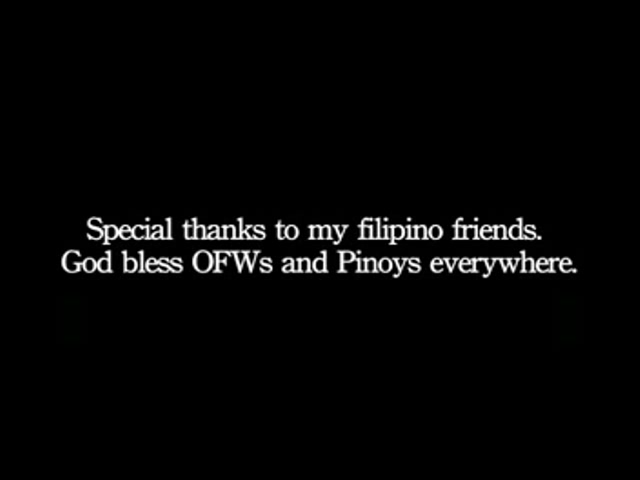 Special thanks to my filipino friends.
God bless OFWs and Pinoys everywhere.